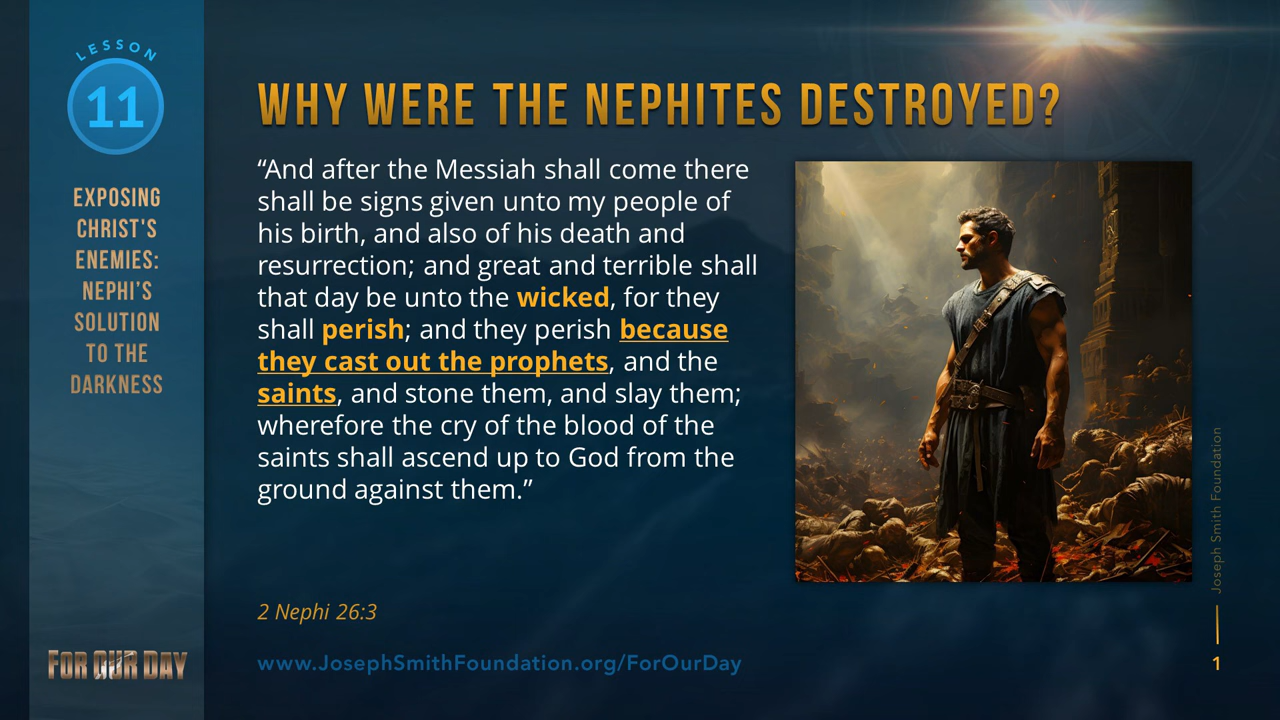 LESSON
11
EXPOSING
CHRIST'S
ENEMIES:
NEPHI'S
SOLUTION
TO THE
DARKNESS
FOR OUR DAY
WHY WERE THE NEPHITES DESTROYED?
“And after the Messiah shall come there
shall be signs given unto my people of
his birth, and also of his death and
resurrection; and great and terrible shall
that day be unto the wicked, for they
shall perish; and they perish because
they cast out the prophets, and the
saints, and stone them, and slay them;
wherefore the cry of the blood of the
saints shall ascend up to God from the
ground against them.”
2 Nephi 26:3
www.JosephSmithFoundation.org/ForOurDay
Joseph Smith Foundation
1